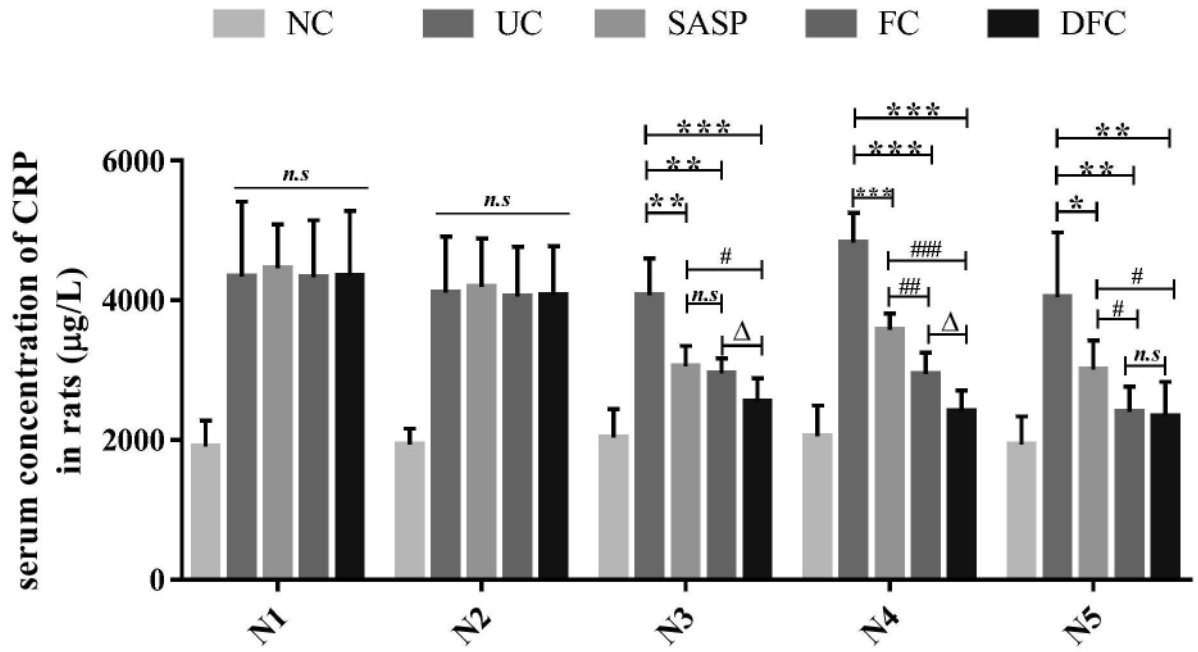 NC UC SASP FC DFC
serum concentration of CRP
in rats (µg/L)
6000
4000
2000
0
n.s
n.s
***
**
**
#
n.s
Δ
***
***
***
###
##
Δ
**
**
*
#
#
n.s
N1 N2 N3 N4 N5